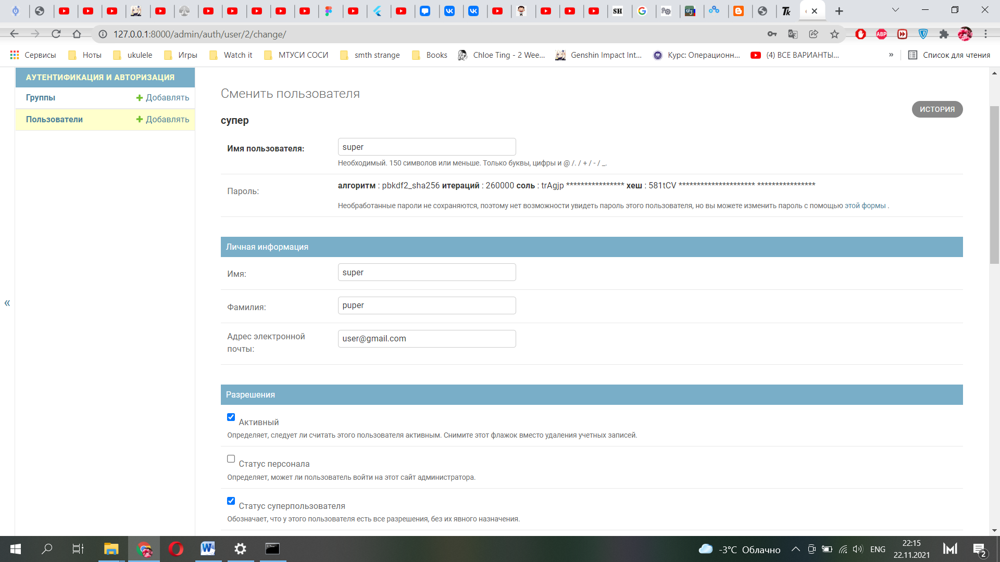 SH
G
dj
Tk
127.0.0.1:8000/admin/auth/user/2/change/
ABP
Сервисы Ноты ukulele Игры Watch it МТУСИ СОСИ smth strange Books Chloe Ting - 2 Wee... Genshin Impact Int... Курс: Операционн... (4) ВСЕ ВАРИАНТЫ... » Список для чтения
АУТЕНТИФИКАЦИЯ И АВТОРИЗАЦИЯ
Группы + Добавлять
Пользователи + Добавлять
«
Сменить пользователя
ИСТОРИЯ
супер
Имя пользователя: super
Необходимый. 150 символов или меньше. Только буквы, цифры и @ /. / + / - / _.
Пароль: алгоритм : pbkdf2_sha256 итераций : 260000 соль : trAgjp **************** хеш : 581tCV ********************* ****************
Необработанные пароли не сохраняются, поэтому нет возможности увидеть пароль этого пользователя, но вы можете изменить пароль с помощью этой формы .
Личная информация
Имя: super
Фамилия: puper
Адрес электронной
почты: user@gmail.com
Разрешения
Активный
Определяет, следует ли считать этого пользователя активным. Снимите этот флажок вместо удаления учетных записей.
Статус персонала
Определяет, может ли пользователь войти на этот сайт администратора.
Статус суперпользователя
Обозначает, что у этого пользователя есть все разрешения, без их явного назначения.
-3°C Облачно ENG
22:15
22.11.2021
2